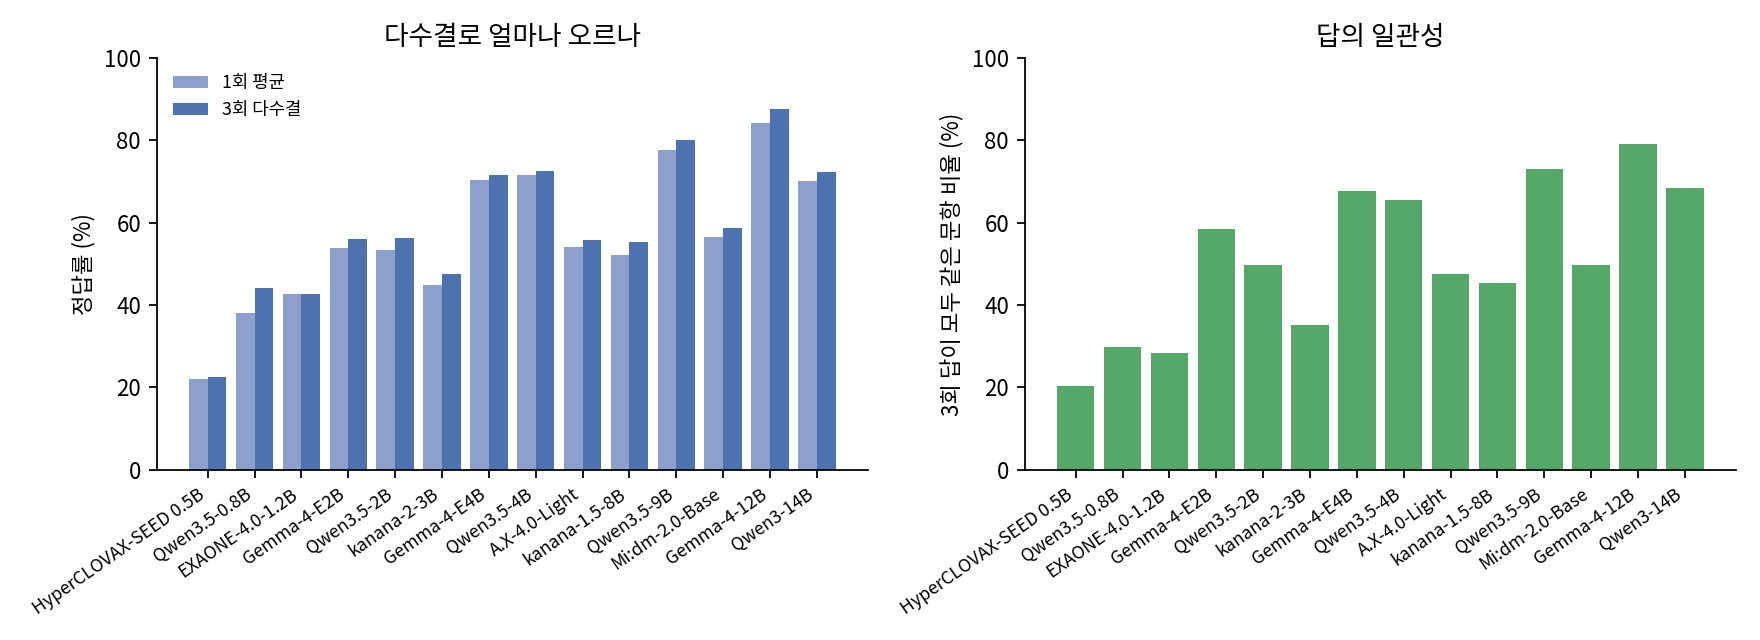 다수결로 얼마나 오르나
정답률 (%)
100
80
60
40
20
0
1회 평균
3회 다수결
HyperCLOVAX-SEED 0.5B
Qwen3.5-0.8B
EXAONE-4.0-1.2B
Gemma-4-E2B
Qwen3.5-2B
kanana-2-3B
Gemma-4-E4B
Qwen3.5-4B
A.X-4.0-Light
kanana-1.5-8B
Qwen3.5-9B
Mi:dm-2.0-Base
Gemma-4-12B
Qwen3-14B
답의 일관성
3회 답이 모두 같은 문항 비율 (%)
100
80
60
40
20
0
HyperCLOVAX-SEED 0.5B
Qwen3.5-0.8B
EXAONE-4.0-1.2B
Gemma-4-E2B
Qwen3.5-2B
kanana-2-3B
Gemma-4-E4B
Qwen3.5-4B
A.X-4.0-Light
kanana-1.5-8B
Qwen3.5-9B
Mi:dm-2.0-Base
Gemma-4-12B
Qwen3-14B